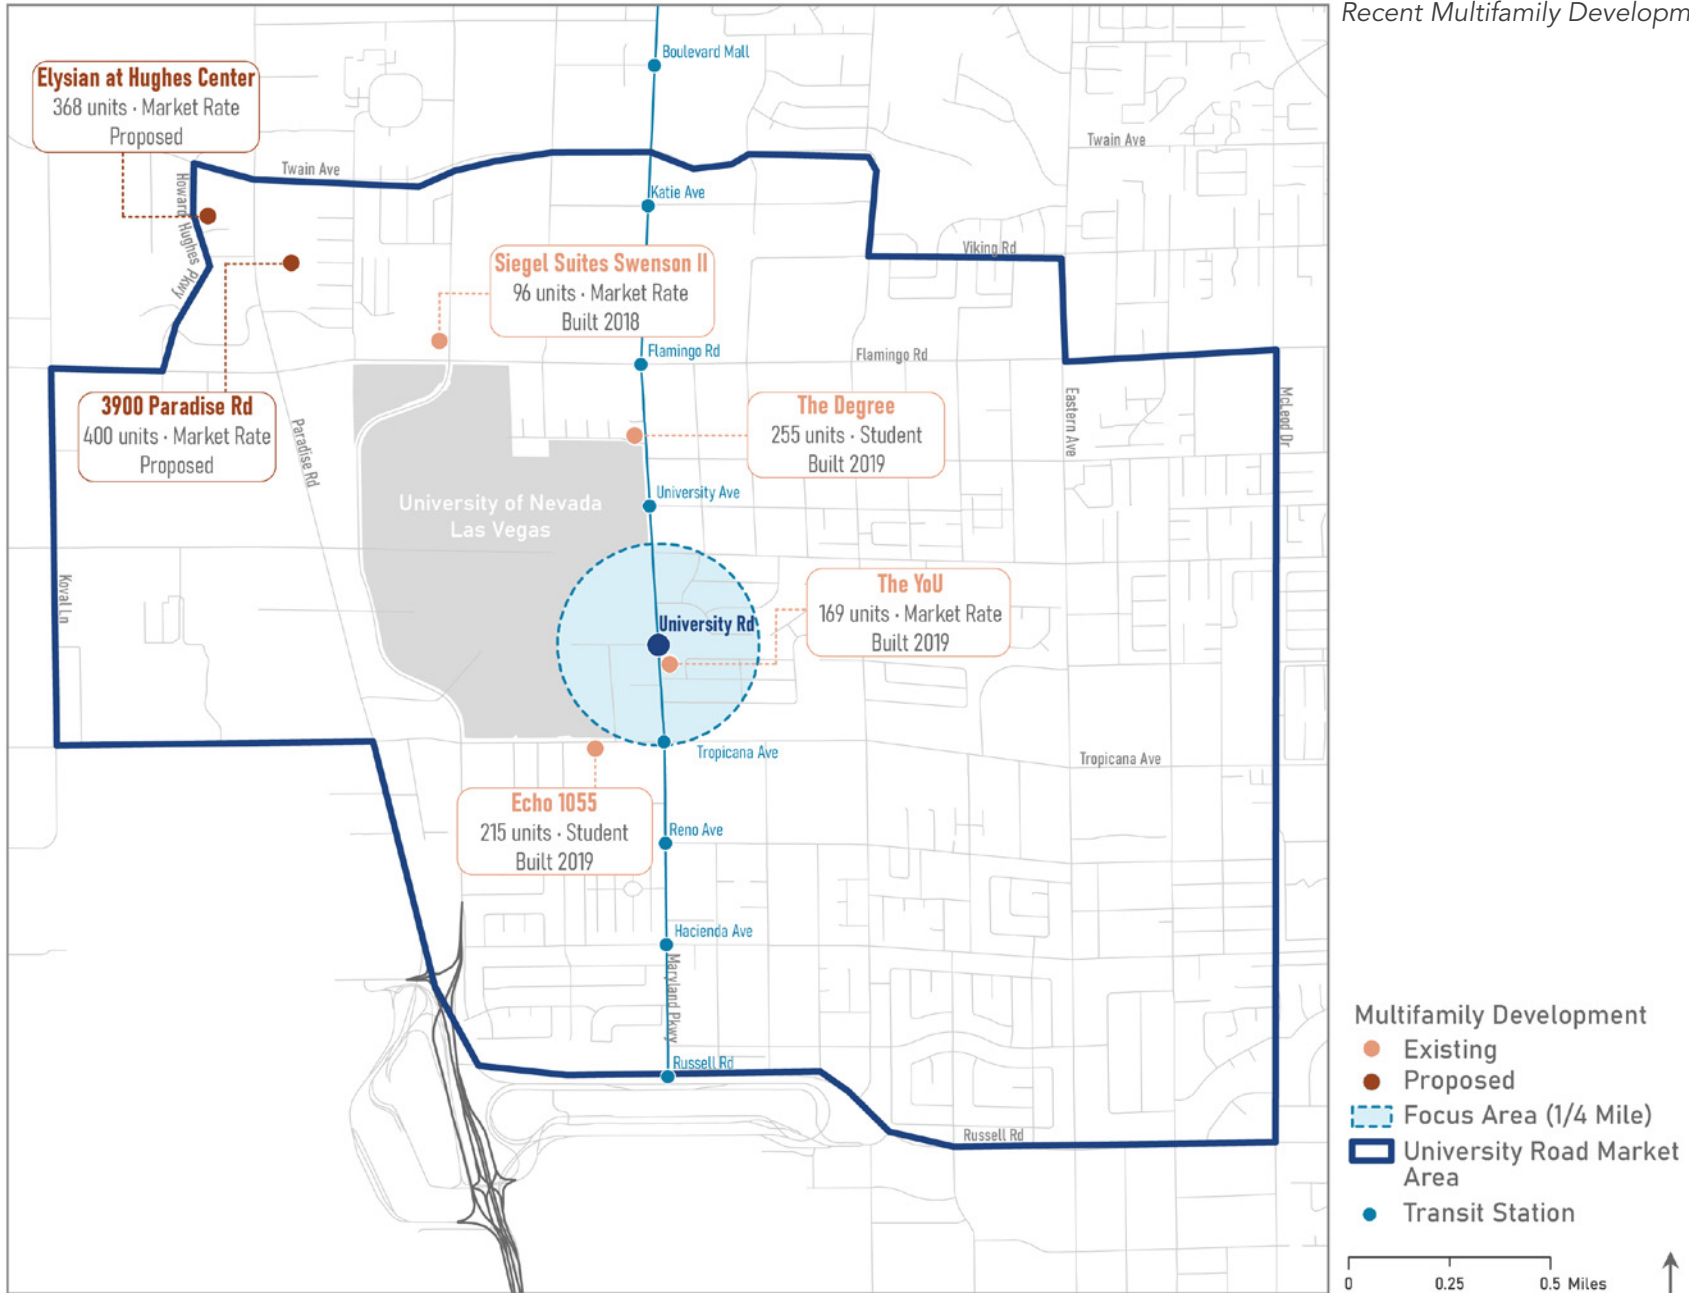 Recent Multifamily Developm
Boulevard Mall
Elysian at Hughes Center
368 units · Market Rate
Proposed
Twain Ave
Twain Ave
Howard Hughes Pkwy
Katie Ave
Viking Rd
Siegel Suites Swenson II
96 units · Market Rate
Built 2018
Flamingo Rd
Flamingo Rd
3900 Paradise Rd
400 units · Market Rate
Proposed
Paradise Rd
The Degree
255 units · Student
Built 2019
Eastern Ave
McLeod Dr
University of Nevada
Las Vegas
University Ave
Koval Ln
The YoU
169 units · Market Rate
Built 2019
University Rd
Tropicana Ave
Tropicana Ave
Echo 1055
215 units · Student
Built 2019
Reno Ave
Hacienda Ave
Maryland Pkwy
Russell Rd
Russell Rd
Multifamily Development
Existing
Proposed
Focus Area (1/4 Mile)
University Road Market
Area
Transit Station
0 0.25 0.5 Miles